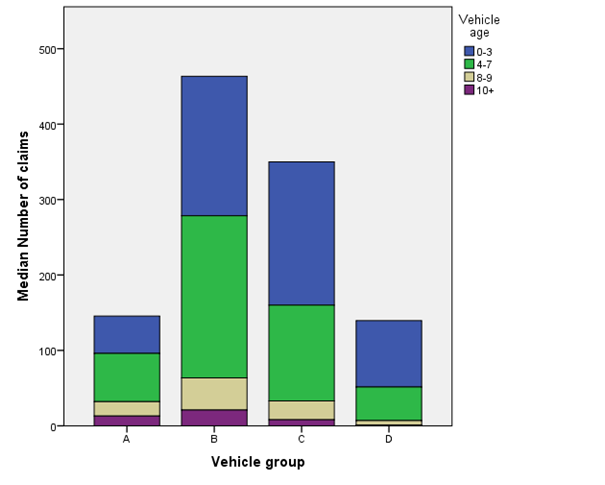 Vehicle
age
0-3
4-7
8-9
10+
500
400
300
200
100
0
Median Number of claims
A B C D
Vehicle group